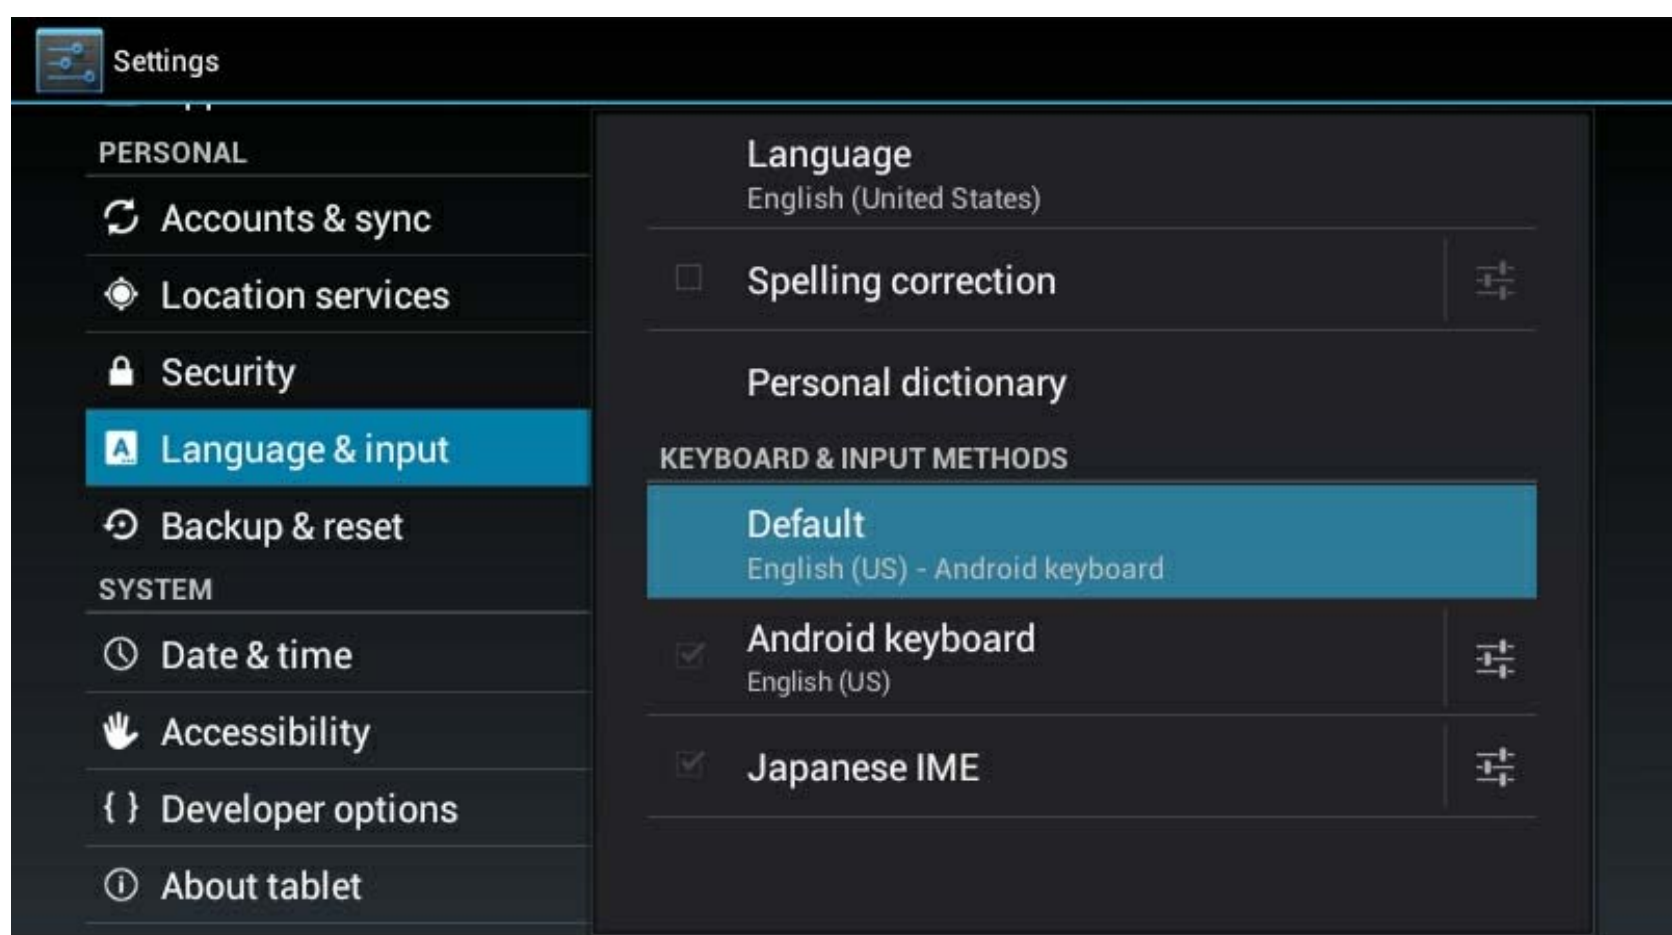 Settings
PERSONAL
Accounts & sync
Location services
Security
Language & input
Backup & reset
SYSTEM
Date & time
Accessibility
{ } Developer options
About tablet
Language
English (United States)
Spelling correction
Personal dictionary
KEYBOARD & INPUT METHODS
Default
English (US) - Android keyboard
Android keyboard
English (US)
Japanese IME